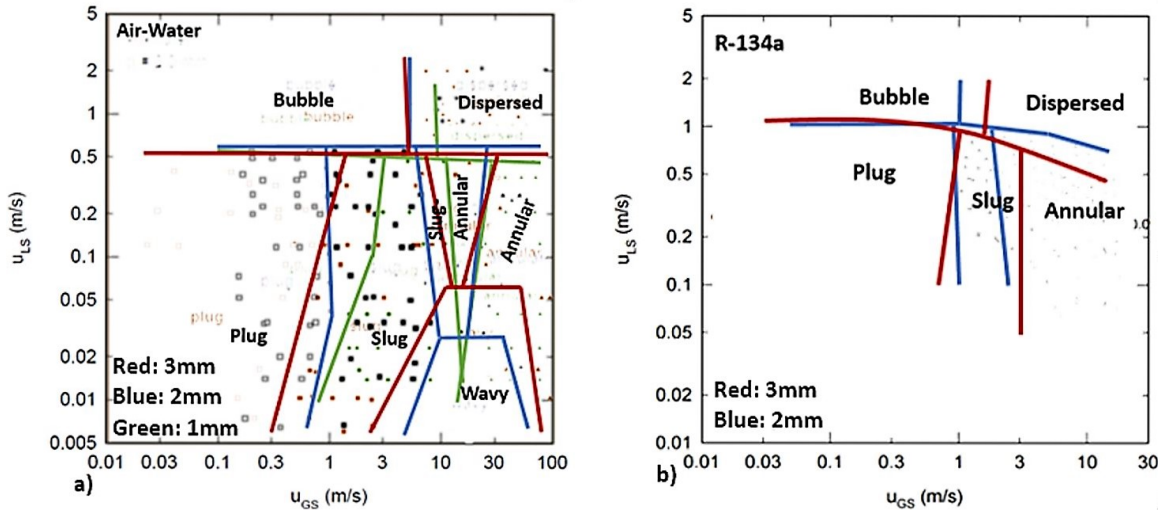 Air-Water
Bubble
Dispersed
bubble
dispersed
Slug
Annular
Annular
plug
Plug
Slug
Wavy
Red: 3mm
Blue: 2mm
Green: 1mm
5
2
1
0.5
0.2
0.1
0.05
0.02
0.01
0.005
u_LS (m/s)
0.01 0.03 0.1 0.3 1 3 10 30 100
a)
u_GS (m/s)
R-134a
Bubble
Dispersed
Plug
Slug
Annular
Red: 3mm
Blue: 2mm
5
2
1
0.5
0.2
0.1
0.05
0.02
0.01
u_LS (m/s)
0.01 0.1 0.3 1 3 10 30
b)
u_GS (m/s)